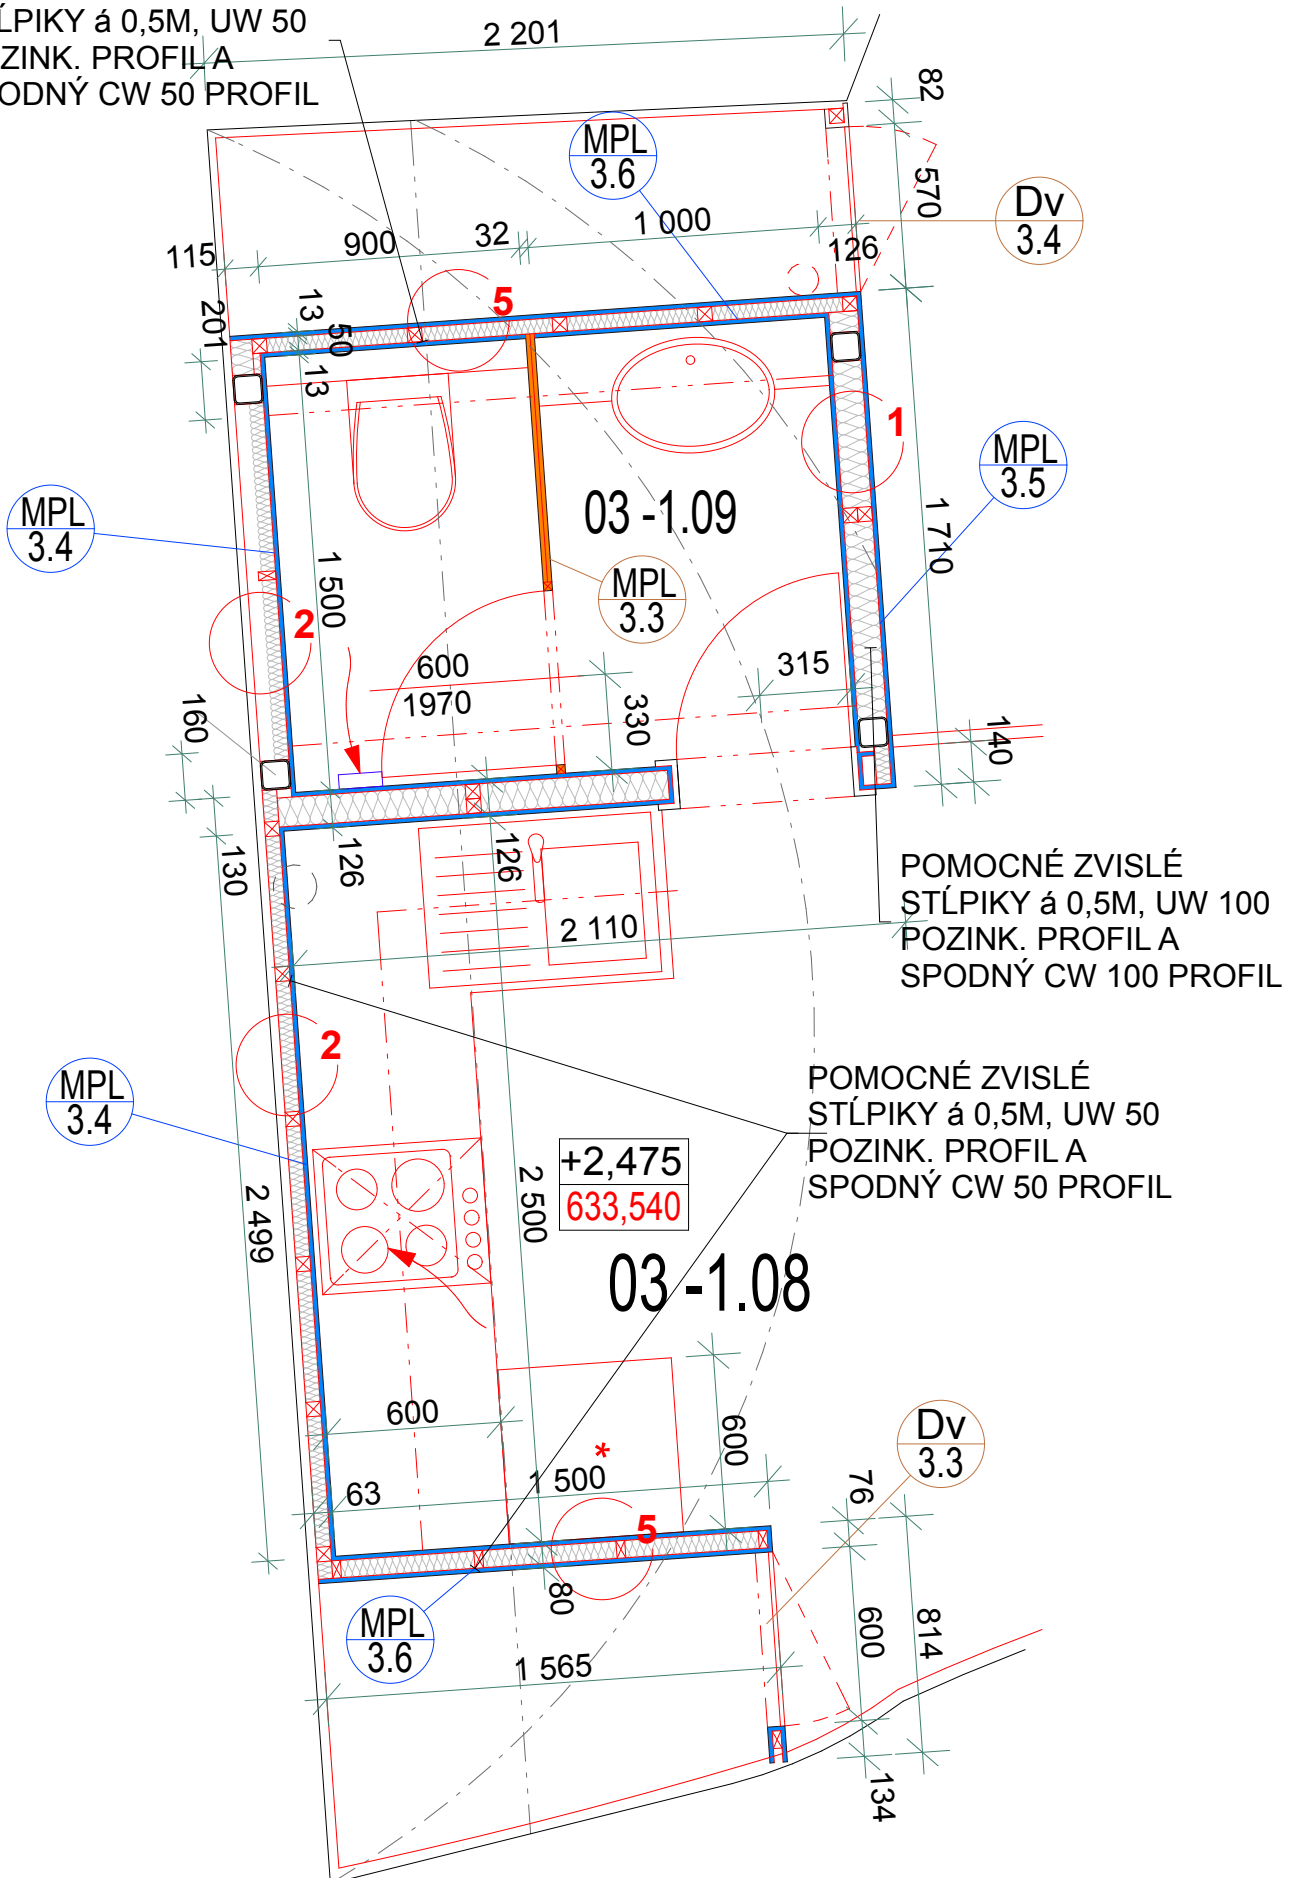 PIKY á 0,5M, UW 50
ZINK. PROFIL A
ODNÝ CW 50 PROFIL
2 201
82
MPL
3.6
570
Dv
3.4
115
900
32
1 000
126
201
13
50
13
5
1
MPL
3.5
03 -1.09
MPL
3.4
1 500
MPL
3.3
1 710
2
600
1970
330
315
160
140
130
126
126
2 110
POMOCNÉ ZVISLÉ
STĹPIKY á 0,5M, UW 100
POZINK. PROFIL A
SPODNÝ CW 100 PROFIL
2
MPL
3.4
POMOCNÉ ZVISLÉ
STĹPIKY á 0,5M, UW 50
POZINK. PROFIL A
SPODNÝ CW 50 PROFIL
+2,475
633,540
2 499
2 500
03 -1.08
600
600
*
63
1 500
Dv
3.3
76
5
80
MPL
3.6
600
814
1 565
134